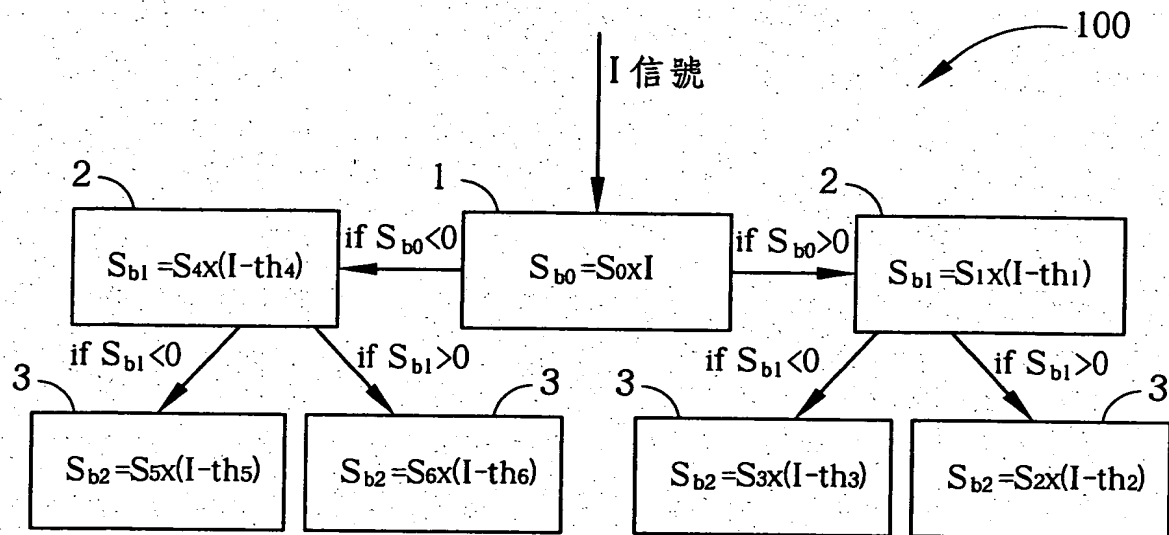 100
I 信號
2
1
2
if S_b0<0
if S_b0>0
S_b1=S4x(I-th4)
S_b0=S0xI
S_b1=S1x(I-th1)
if S_b1<0
if S_b1>0
if S_b1<0
if S_b1>0
3
3
3
3
S_b2=S5x(I-th5)
S_b2=S6x(I-th6)
S_b2=S3x(I-th3)
S_b2=S2x(I-th2)